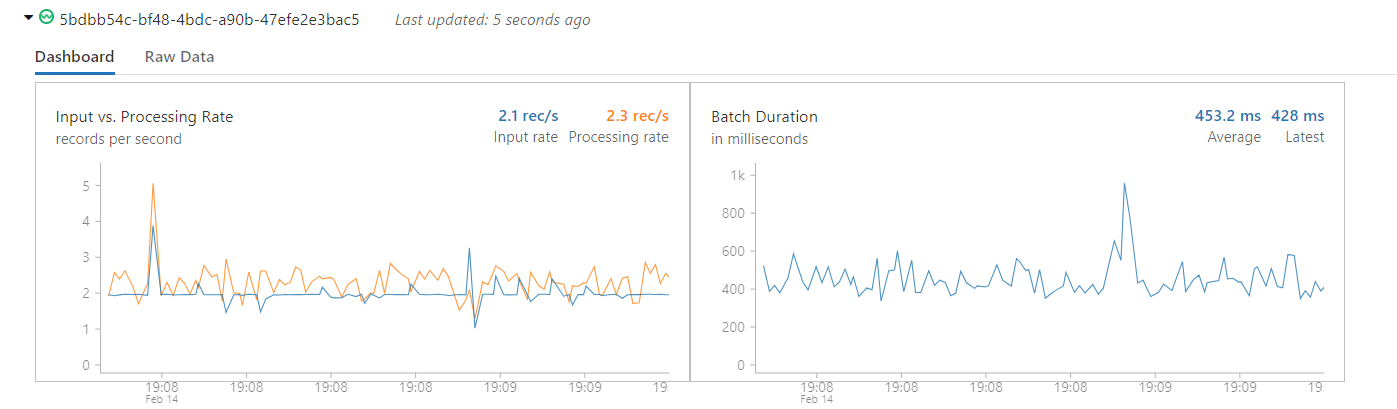 5bdbb54c-bf48-4bdc-a90b-47efe2e3bac5 Last updated: 5 seconds ago
Dashboard Raw Data
Input vs. Processing Rate
records per second
2.1 rec/s 2.3 rec/s
Input rate Processing rate
5
4
3
2
1
0
19:08 19:08 19:08 19:08 19:09 19:09 19
Feb 14
Batch Duration
in milliseconds
453.2 ms 428 ms
Average Latest
1k
800
600
400
200
0
19:08 19:08 19:08 19:08 19:09 19:09 19
Feb 14